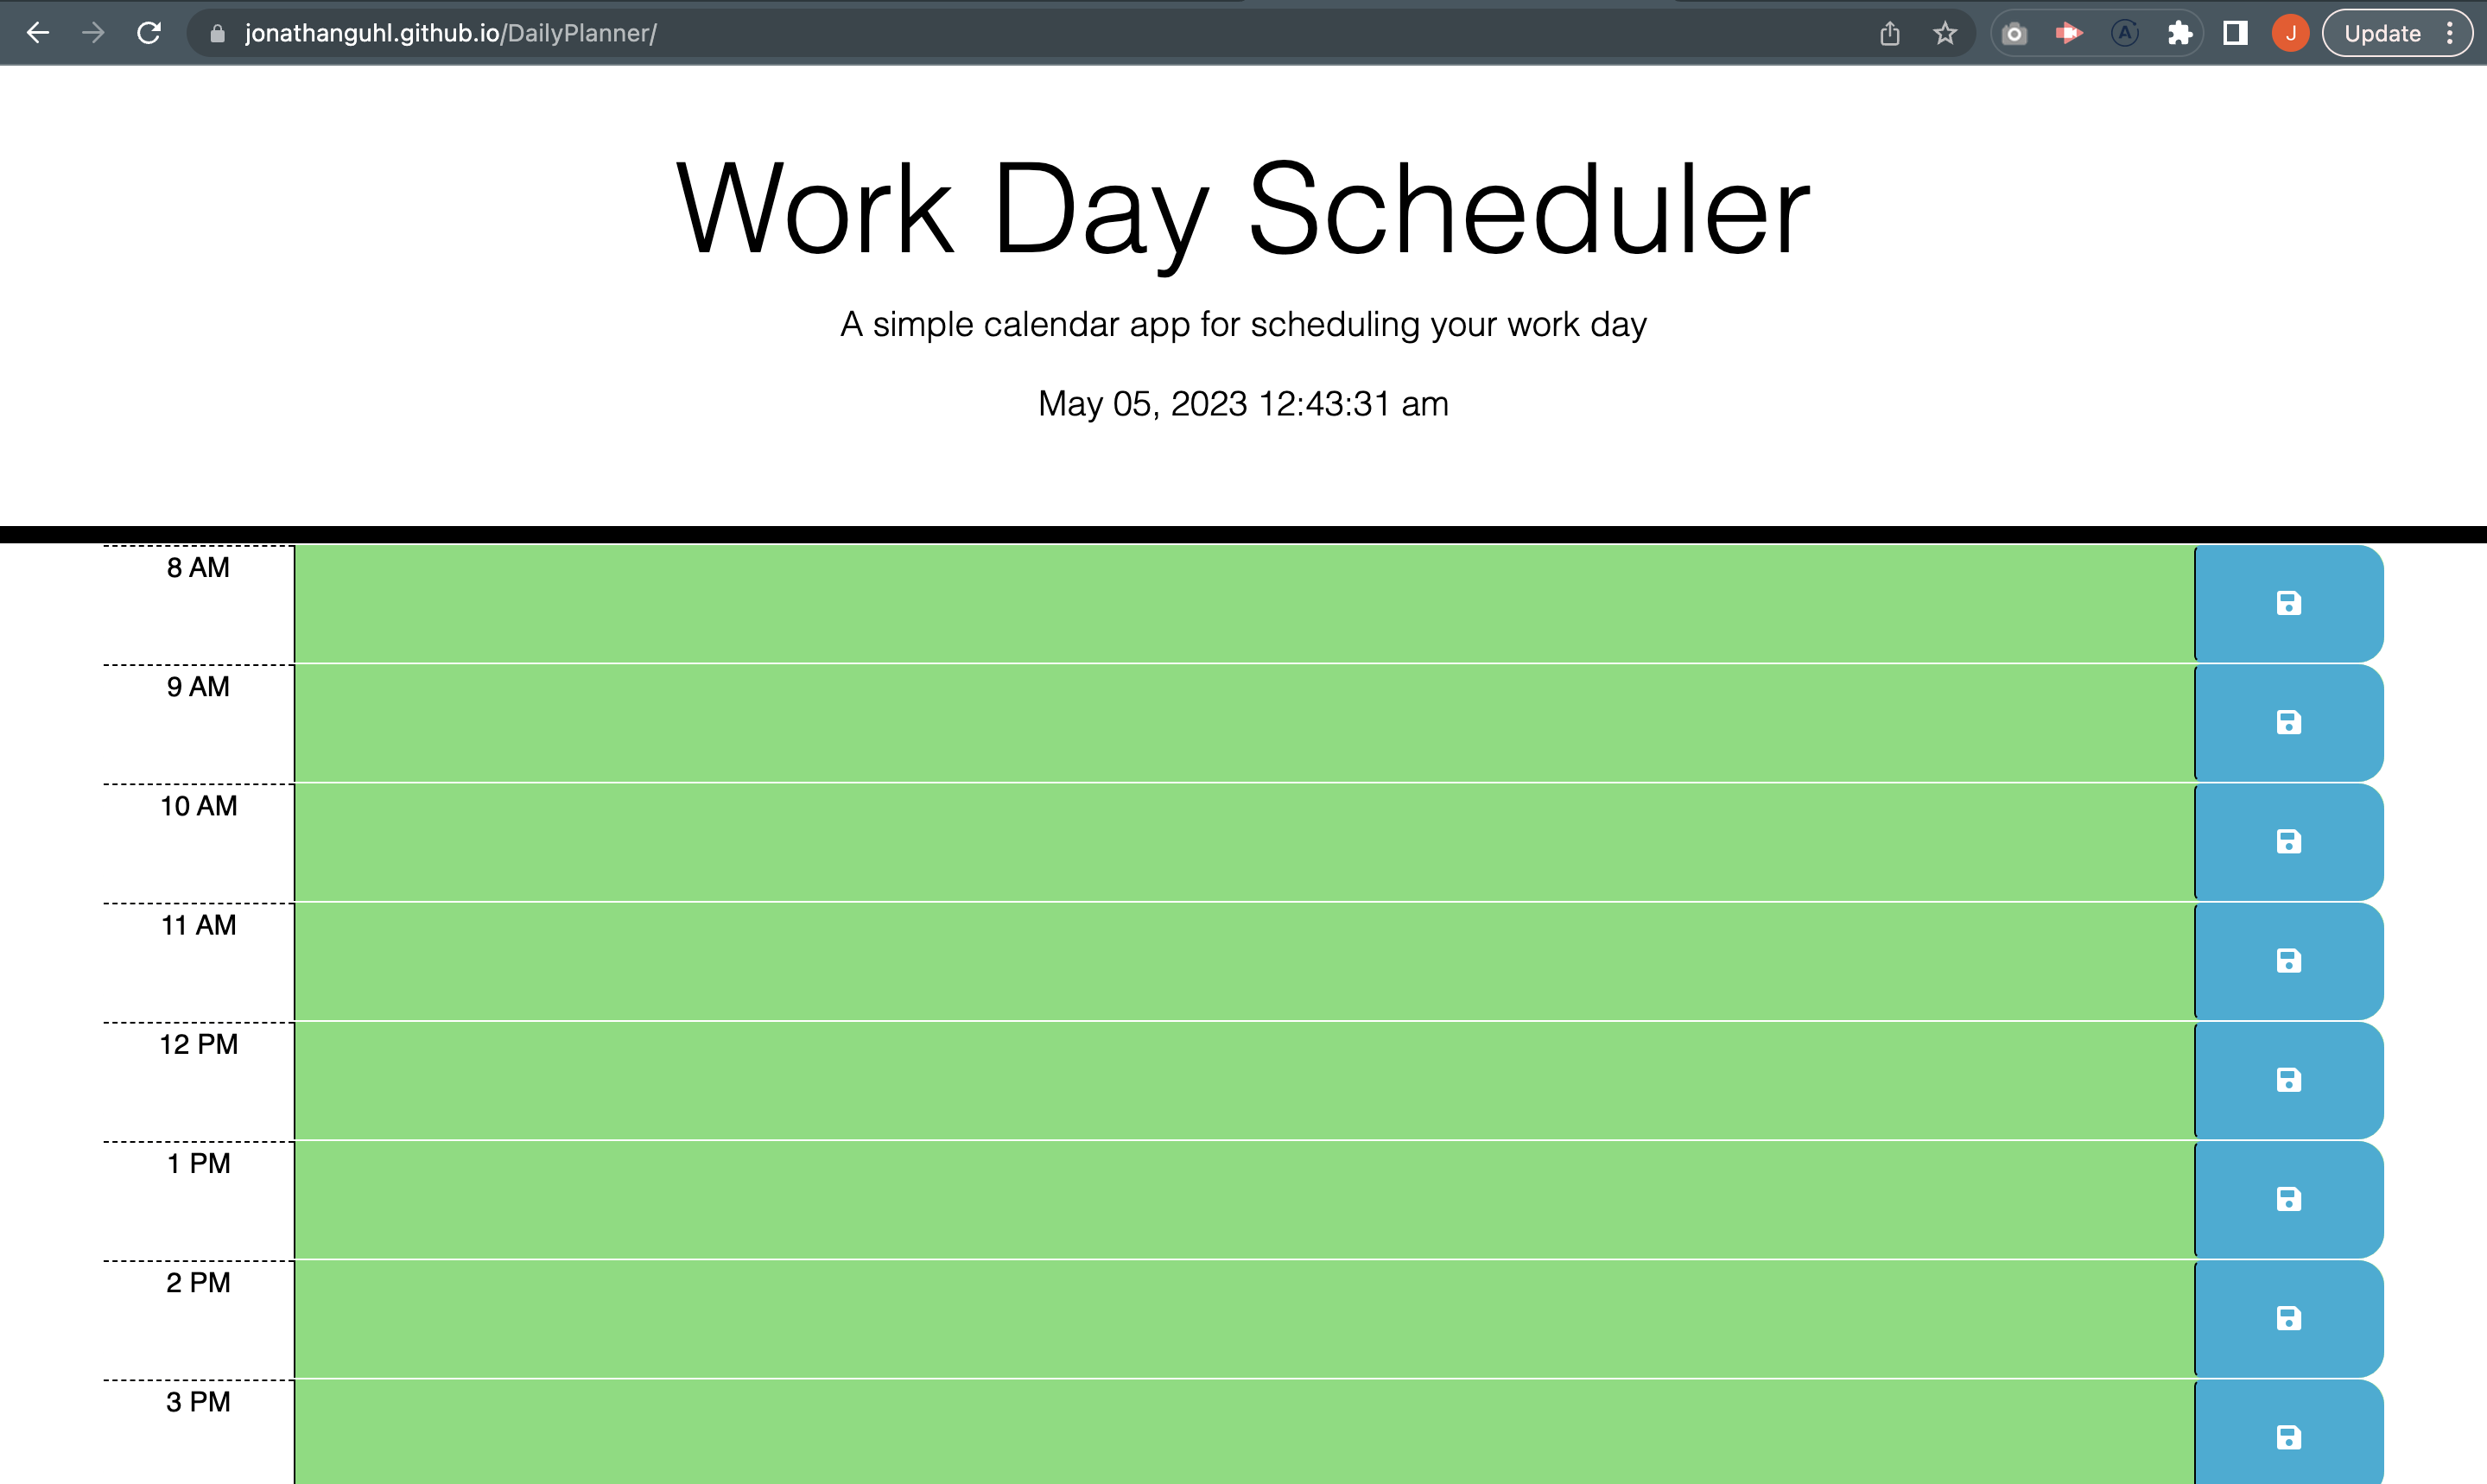 jonathanguhl.github.io/DailyPlanner/
A
J
Update
Work Day Scheduler
A simple calendar app for scheduling your work day
May 05, 2023 12:43:31 am
8 AM
9 AM
10 AM
11 AM
12 PM
1 PM
2 PM
3 PM